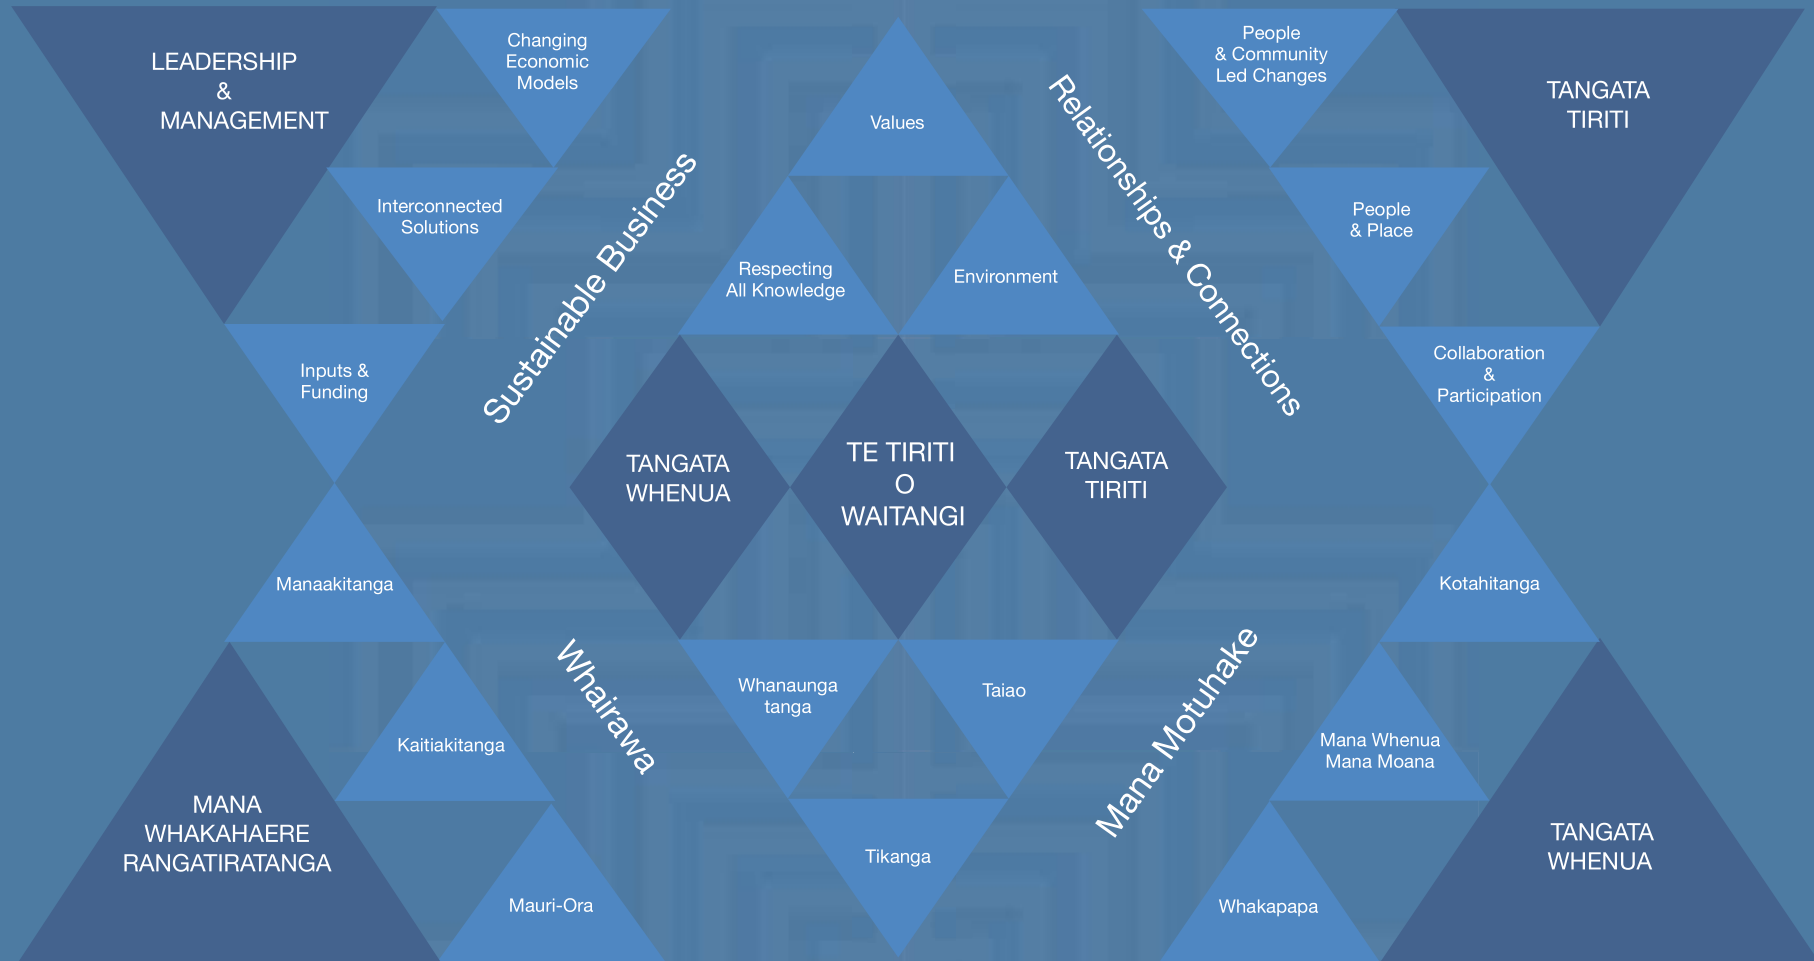 LEADERSHIP
&
MANAGEMENT
Changing
Economic
Models
Interconnected
Solutions
Inputs &
Funding
Sustainable Business
Values
Respecting
All Knowledge
Environment
Relationships & Connections
People
& Community
Led Changes
People
& Place
Collaboration
&
Participation
TANGATA
TIRITI
TANGATA
WHENUA
TE TIRITI
O
WAITANGI
TANGATA
TIRITI
Manaakitanga
Kaitiakitanga
Mauri-Ora
MANA
WHAKAHAERE
RANGATIRATANGA
Whairawa
Whanaunga
tanga
Taiao
Tikanga
Mana Motuhake
Kotahitanga
Mana Whenua
Mana Moana
Whakapapa
TANGATA
WHENUA